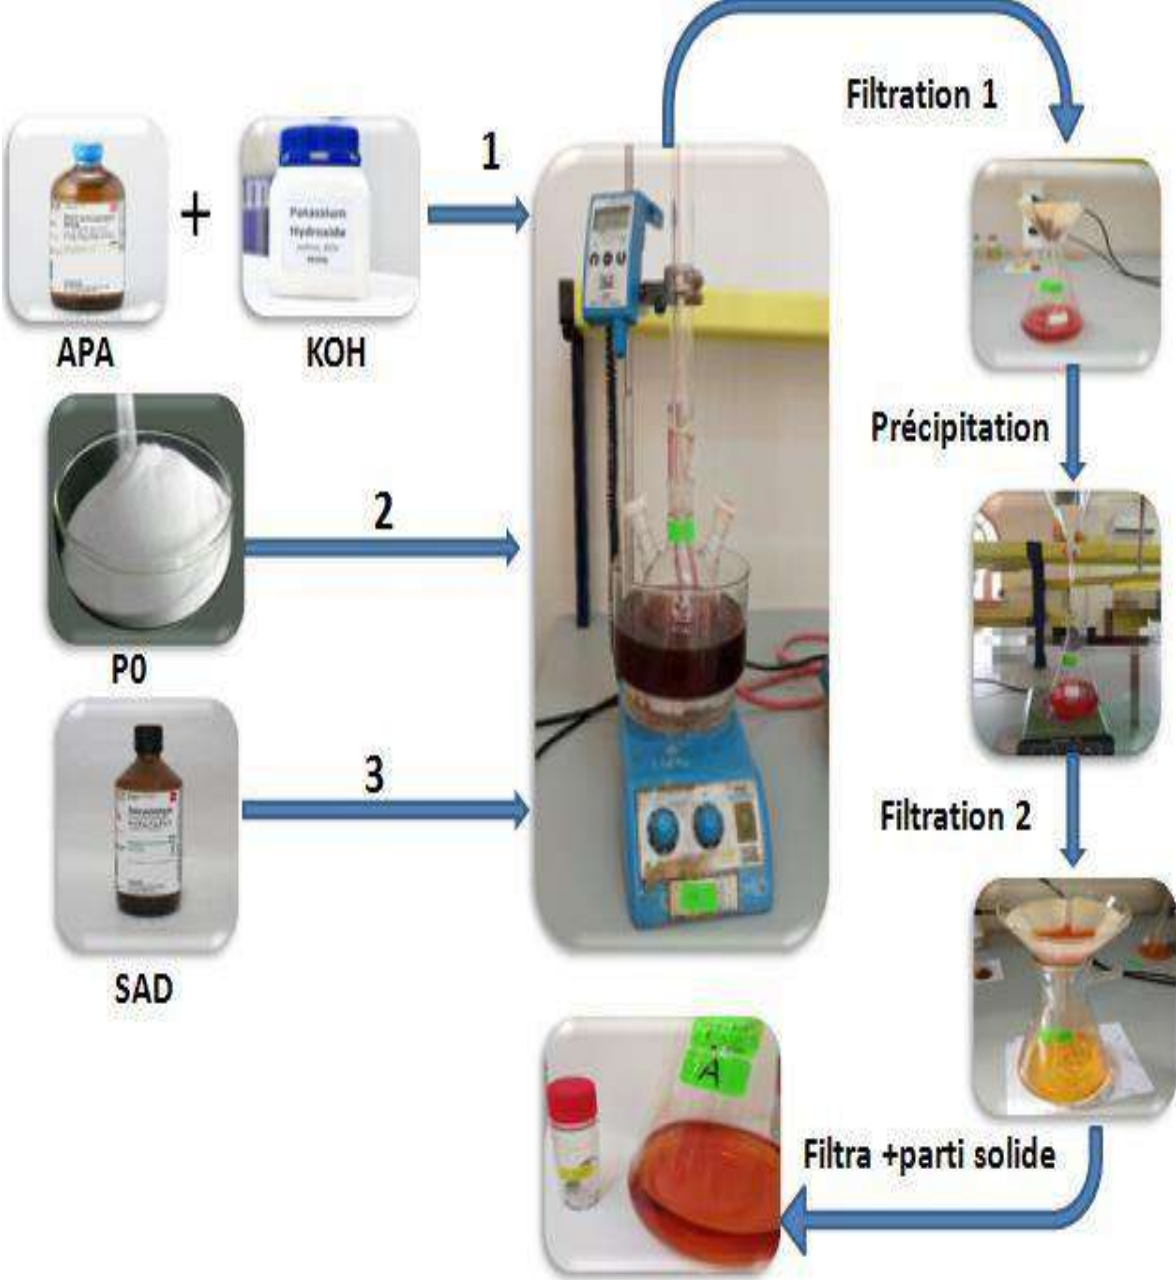 Filtration 1
1
+
Potassium
Hydroxide
APA
KOH
Précipitation
2
P0
3
Filtration 2
SAD
A
Filtra +parti solide